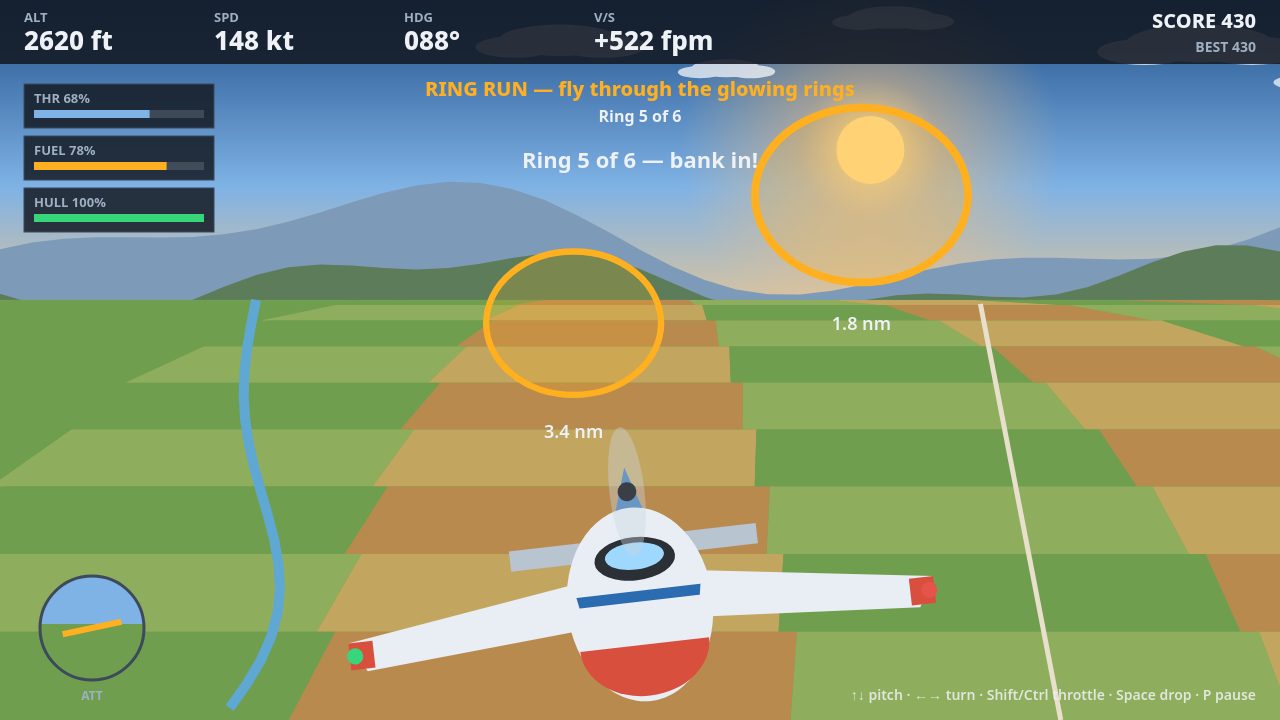 ALT
2620 ft
SPD
148 kt
HDG
088°
V/S
+522 fpm
SCORE 430
BEST 430
THR 68%
FUEL 78%
HULL 100%
RING RUN — fly through the glowing rings
Ring 5 of 6
Ring 5 of 6 — bank in!
1.8 nm
3.4 nm
ATT
↑↓ pitch · ←→ turn · Shift/Ctrl throttle · Space drop · P pause